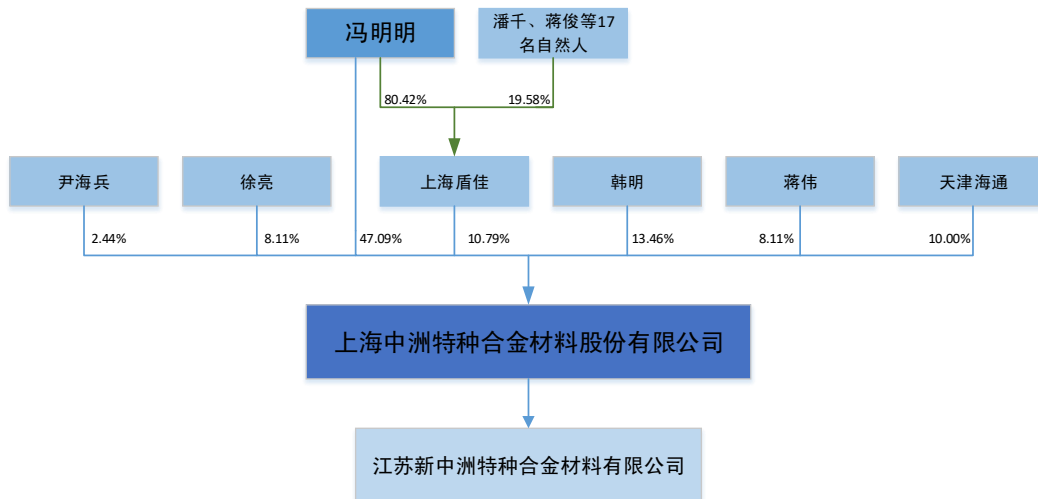 冯明明
潘千、蒋俊等17
名自然人
80.42%
19.58%
尹海兵
徐亮
上海盾佳
韩明
蒋伟
天津海通
2.44%
8.11%
47.09%
10.79%
13.46%
8.11%
10.00%
上海中洲特种合金材料股份有限公司
江苏新中洲特种合金材料有限公司